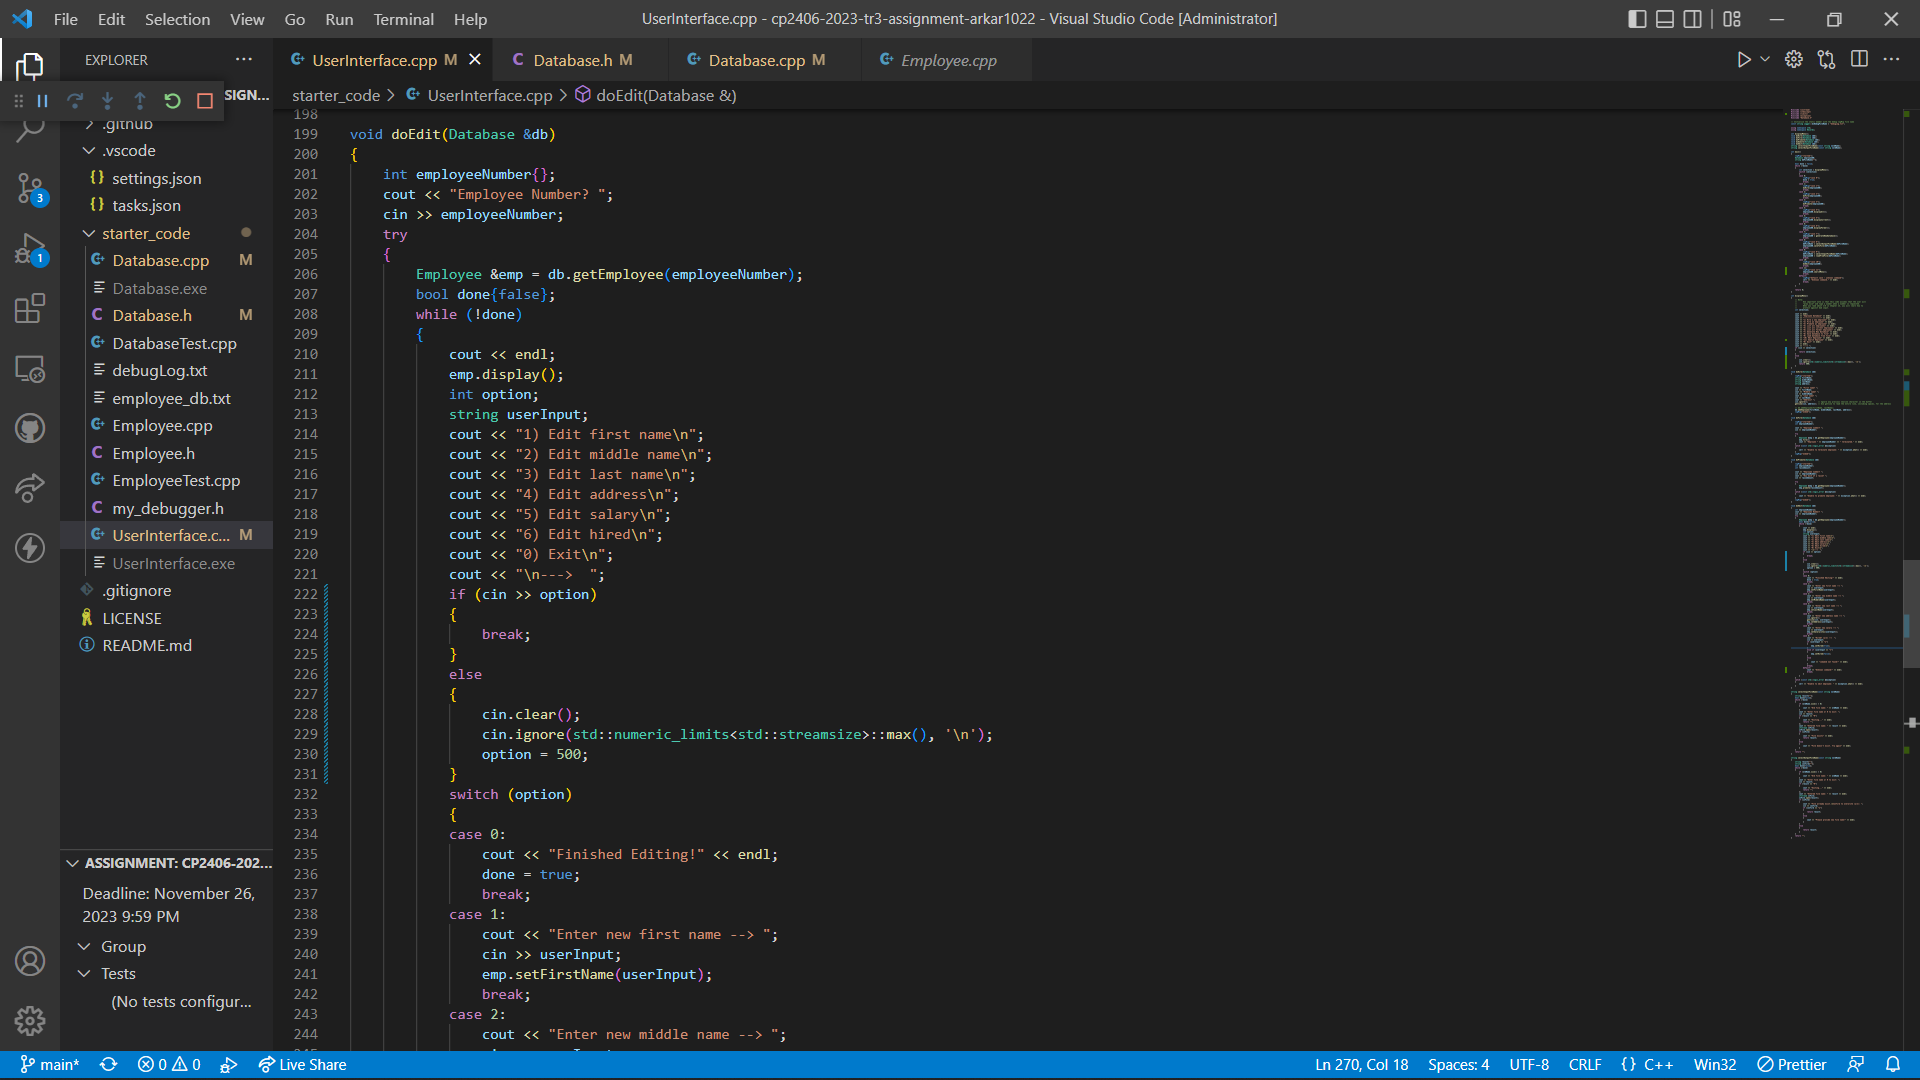 File Edit Selection View Go Run Terminal Help
UserInterface.cpp - cp2406-2023-tr3-assignment-arkar1022 - Visual Studio Code [Administrator]
EXPLORER
UserInterface.cpp M
Database.h M
Database.cpp M
Employee.cpp
SIGN...
starter_code > UserInterface.cpp > doEdit(Database &)
.github
.vscode
settings.json
tasks.json
starter_code
Database.cpp M
Database.exe
Database.h M
DatabaseTest.cpp
debugLog.txt
employee_db.txt
Employee.cpp
Employee.h
EmployeeTest.cpp
my_debugger.h
UserInterface.c... M
UserInterface.exe
.gitignore
LICENSE
README.md
3
1
ASSIGNMENT: CP2406-202...
Deadline: November 26,
2023 9:59 PM
Group
Tests
(No tests configur...
198
199 void doEdit(Database &db)
200 {
201 int employeeNumber{};
202 cout << "Employee Number? ";
203 cin >> employeeNumber;
204 try
205 {
206 Employee &emp = db.getEmployee(employeeNumber);
207 bool done{false};
208 while (!done)
209 {
210 cout << endl;
211 emp.display();
212 int option;
213 string userInput;
214 cout << "1) Edit first name\n";
215 cout << "2) Edit middle name\n";
216 cout << "3) Edit last name\n";
217 cout << "4) Edit address\n";
218 cout << "5) Edit salary\n";
219 cout << "6) Edit hired\n";
220 cout << "0) Exit\n";
221 cout << "\n--->  ";
222 if (cin >> option)
223 {
224 break;
225 }
226 else
227 {
228 cin.clear();
229 cin.ignore(std::numeric_limits<std::streamsize>::max(), '\n');
230 option = 500;
231 }
232 switch (option)
233 {
234 case 0:
235 cout << "Finished Editing!" << endl;
236 done = true;
237 break;
238 case 1:
239 cout << "Enter new first name --> ";
240 cin >> userInput;
241 emp.setFirstName(userInput);
242 break;
243 case 2:
244 cout << "Enter new middle name --> ";
main* 0 0 Live Share
Ln 270, Col 18 Spaces: 4 UTF-8 CRLF {} C++ Win32 Prettier